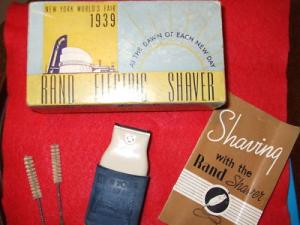 NEW YORK WORLD'S FAIR
1939
AS THE DAWN OF EACH NEW DAY
RAND ELECTRIC SHAVER
Shaving
with the
Rand Shaver